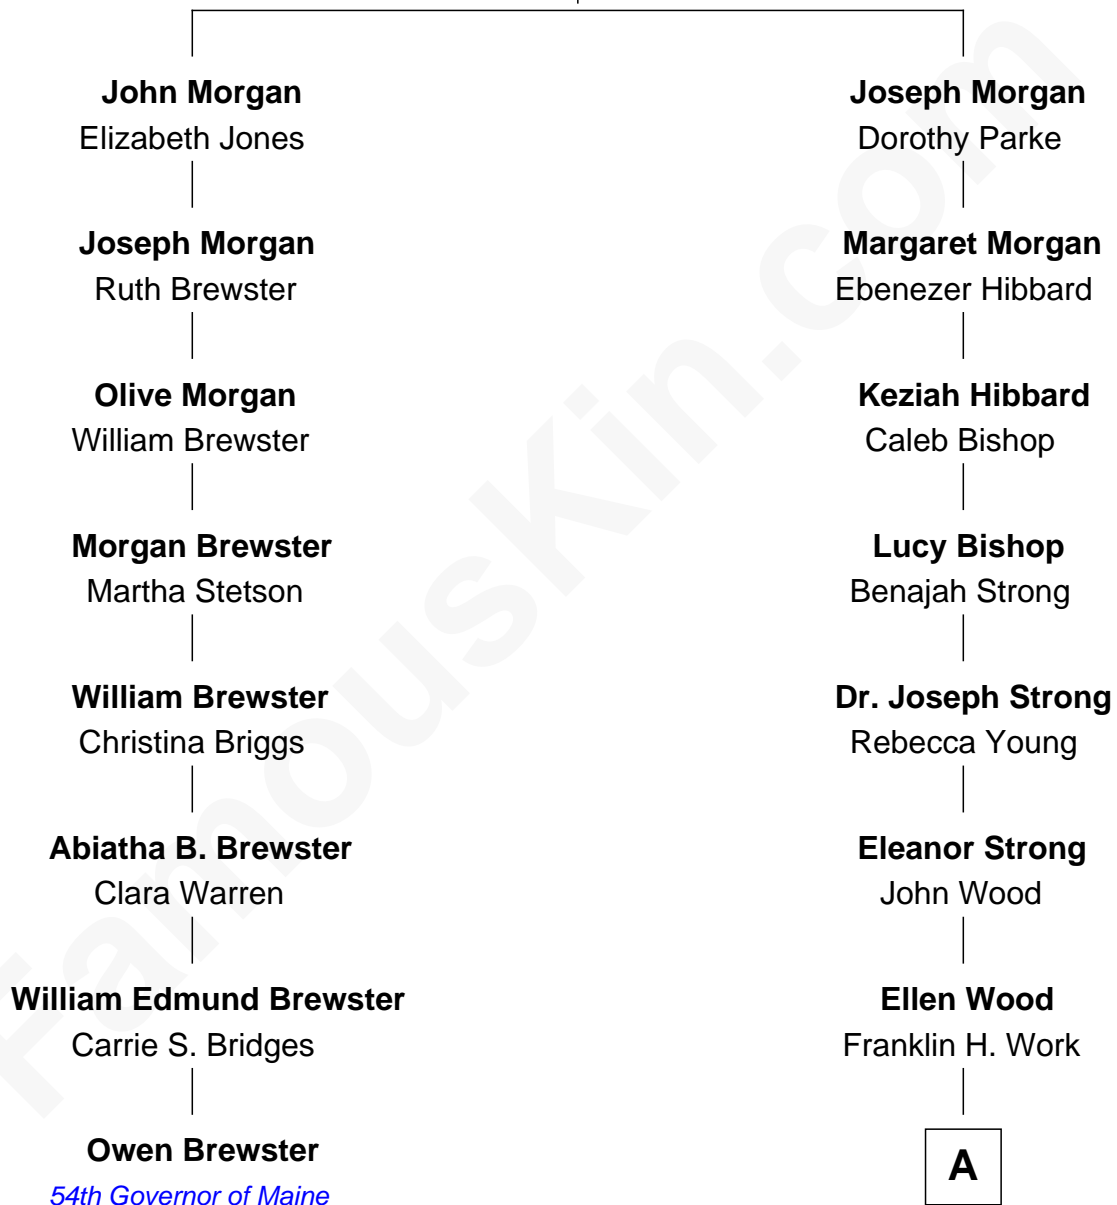 John Morgan
Elizabeth Jones
Joseph Morgan
Dorothy Parke
Joseph Morgan
Ruth Brewster
Margaret Morgan
Ebenezer Hibbard
Olive Morgan
William Brewster
Keziah Hibbard
Caleb Bishop
Morgan Brewster
Martha Stetson
Lucy Bishop
Benajah Strong
William Brewster
Christina Briggs
Dr. Joseph Strong
Rebecca Young
Abiatha B. Brewster
Clara Warren
Eleanor Strong
John Wood
William Edmund Brewster
Carrie S. Bridges
Ellen Wood
Franklin H. Work
Owen Brewster
54th Governor of Maine
A
FamousKin.com